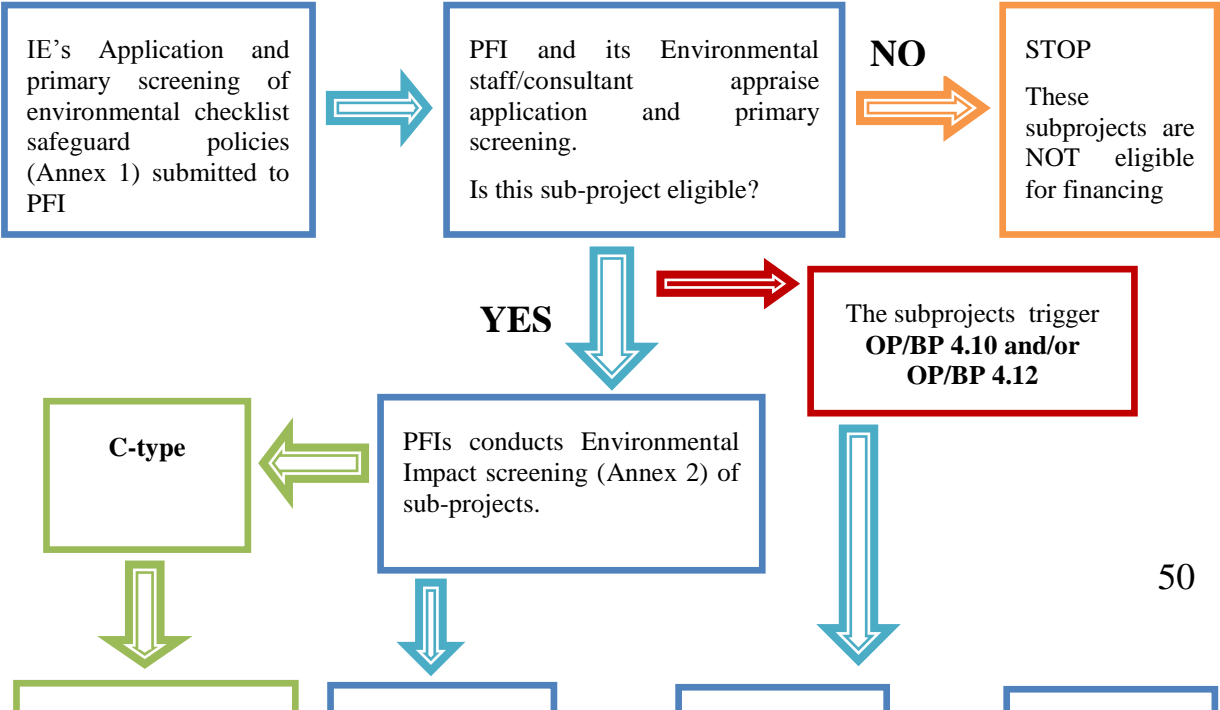 IE’s Application and
primary screening of
environmental checklist
safeguard policies
(Annex 1) submitted to
PFI
PFI and its Environmental
staff/consultant appraise
application and primary
screening.
Is this sub-project eligible?
NO
STOP
These
subprojects are
NOT eligible
for financing
YES
The subprojects trigger
OP/BP 4.10 and/or
OP/BP 4.12
C-type
PFIs conducts Environmental
Impact screening (Annex 2) of
sub-projects.
50